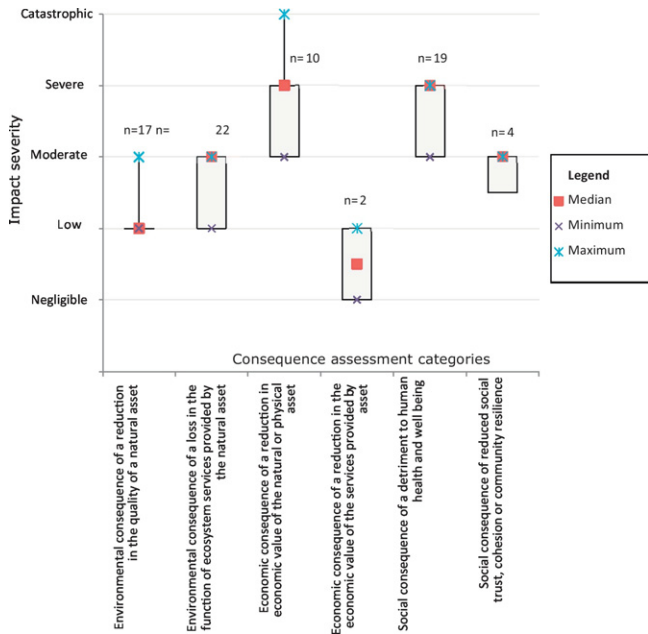 Catastrophic
n=10
n=19
Severe
n=17 n=
22
n=4
Moderate
n=2
Low
Negligible
Impact severity
Legend
Median
Minimum
Maximum
Consequence assessment categories
Environmental consequence of a reduction
in the quality of a natural asset
Environmental consequence of a loss in the
function of ecosystem services provided by
the natural asset
Economic consequence of a reduction in
economic value of the natural or physical
asset
Economic consequence of a reduction in the
economic value of the services provided by
asset
Social consequence of a detriment to human
health and well being
Social consequence of reduced social
trust, cohesion or community resilience